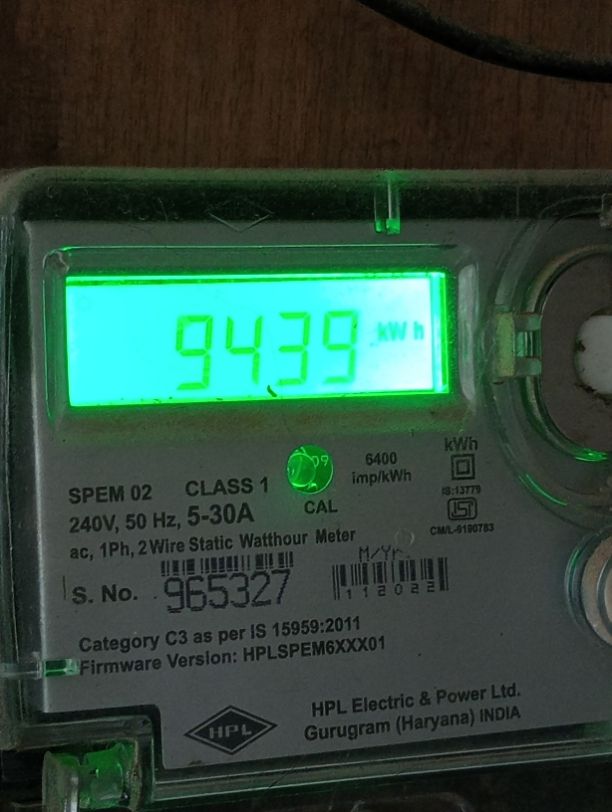 9439 kW h
SPEM 02 CLASS 1
240V, 50 Hz, 5-30A
CAL
6400
imp/kWh
kWh
IS:13779
CM/L-9190783
ac, 1Ph, 2 Wire Static Watthour Meter
M/Yr.
S. No. 965327
112022
Category C3 as per IS 15959:2011
Firmware Version: HPLSPEM6XXX01
HPL
HPL Electric & Power Ltd.
Gurugram (Haryana) INDIA